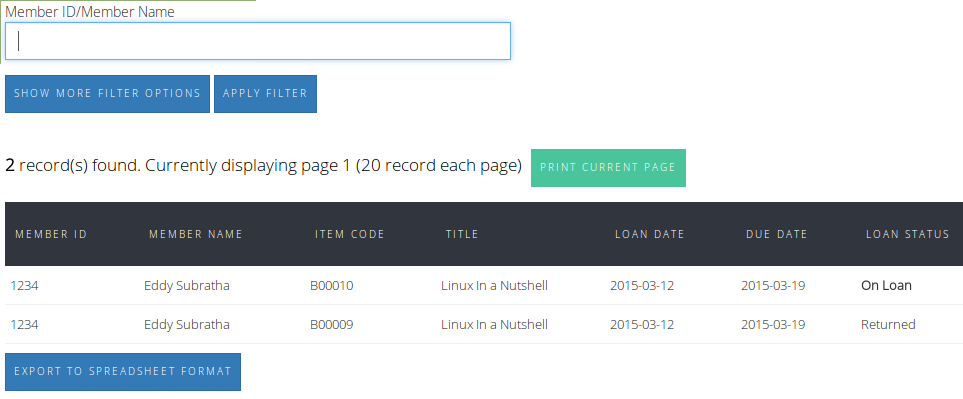 Member ID/Member Name
SHOW MORE FILTER OPTIONS APPLY FILTER
2 record(s) found. Currently displaying page 1 (20 record each page) PRINT CURRENT PAGE
MEMBER ID MEMBER NAME ITEM CODE TITLE LOAN DATE DUE DATE LOAN STATUS
1234 Eddy Subratha B00010 Linux In a Nutshell 2015-03-12 2015-03-19 On Loan
1234 Eddy Subratha B00009 Linux In a Nutshell 2015-03-12 2015-03-19 Returned
EXPORT TO SPREADSHEET FORMAT